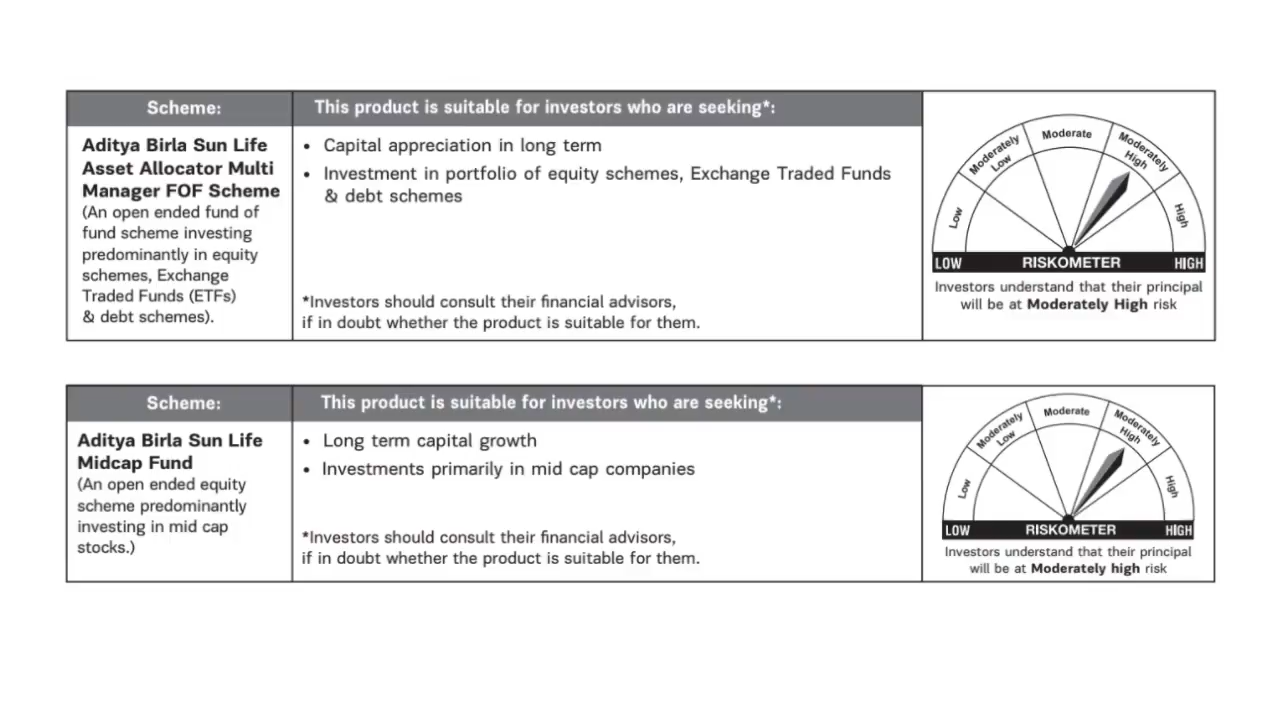 Scheme:
This product is suitable for investors who are seeking*:
Aditya Birla Sun Life
Asset Allocator Multi
Manager FOF Scheme
(An open ended fund of
fund scheme investing
predominantly in equity
schemes, Exchange
Traded Funds (ETFs)
& debt schemes).
• Capital appreciation in long term
• Investment in portfolio of equity schemes, Exchange Traded Funds
& debt schemes
*Investors should consult their financial advisors,
if in doubt whether the product is suitable for them.
Low
Moderately
Low
Moderate
Moderately
High
High
LOW RISKOMETER HIGH
Investors understand that their principal
will be at Moderately High risk
Scheme:
This product is suitable for investors who are seeking*:
Aditya Birla Sun Life
Midcap Fund
(An open ended equity
scheme predominantly
investing in mid cap
stocks.)
• Long term capital growth
• Investments primarily in mid cap companies
*Investors should consult their financial advisors,
if in doubt whether the product is suitable for them.
Low
Moderately
Low
Moderate
Moderately
High
High
LOW RISKOMETER HIGH
Investors understand that their principal
will be at Moderately high risk